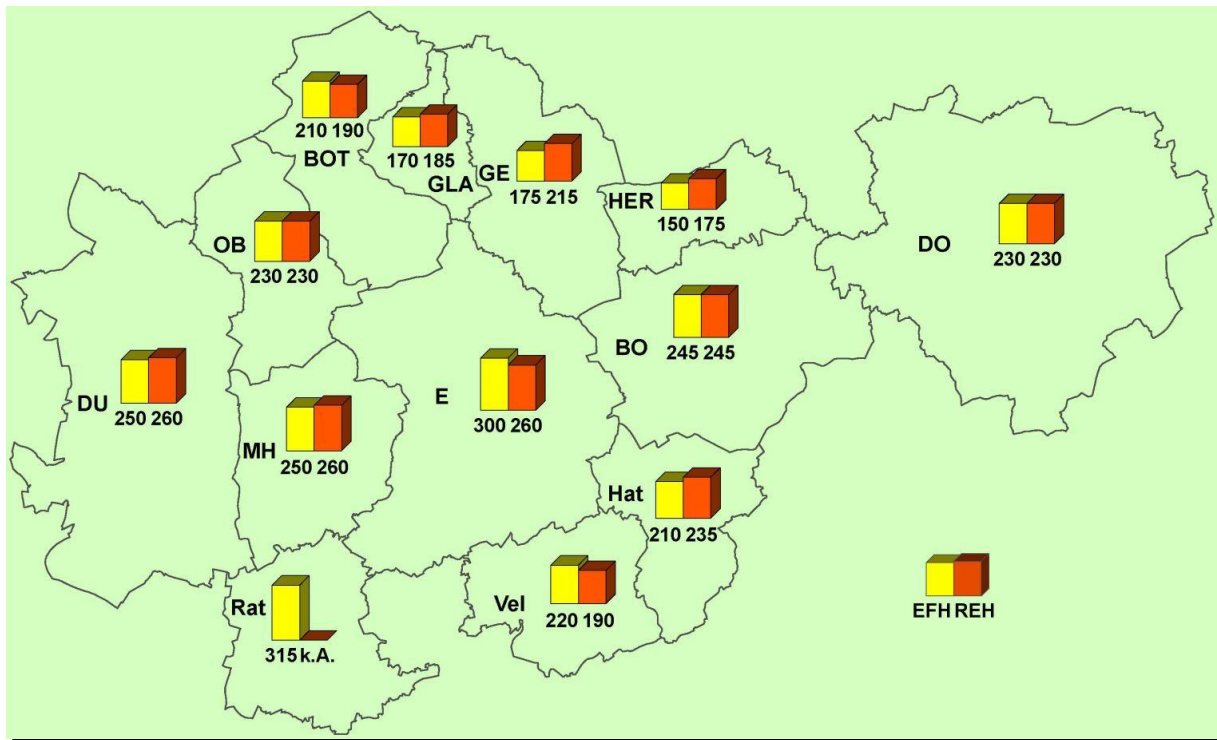 210 190
BOT
170 185
GLA
GE
175 215
HER
150 175
OB
230 230
DO
230 230
BO
245 245
DU
250 260
MH
250 260
E
300 260
Hat
210 235
Rat
315 k.A.
Vel
220 190
EFH REH